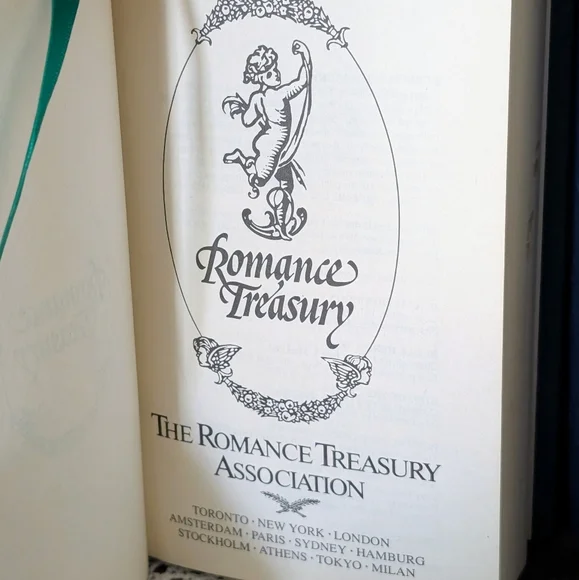 Romance
Treasury
THE ROMANCE TREASURY
ASSOCIATION
TORONTO · NEW YORK · LONDON
AMSTERDAM · PARIS · SYDNEY · HAMBURG
STOCKHOLM · ATHENS · TOKYO · MILAN